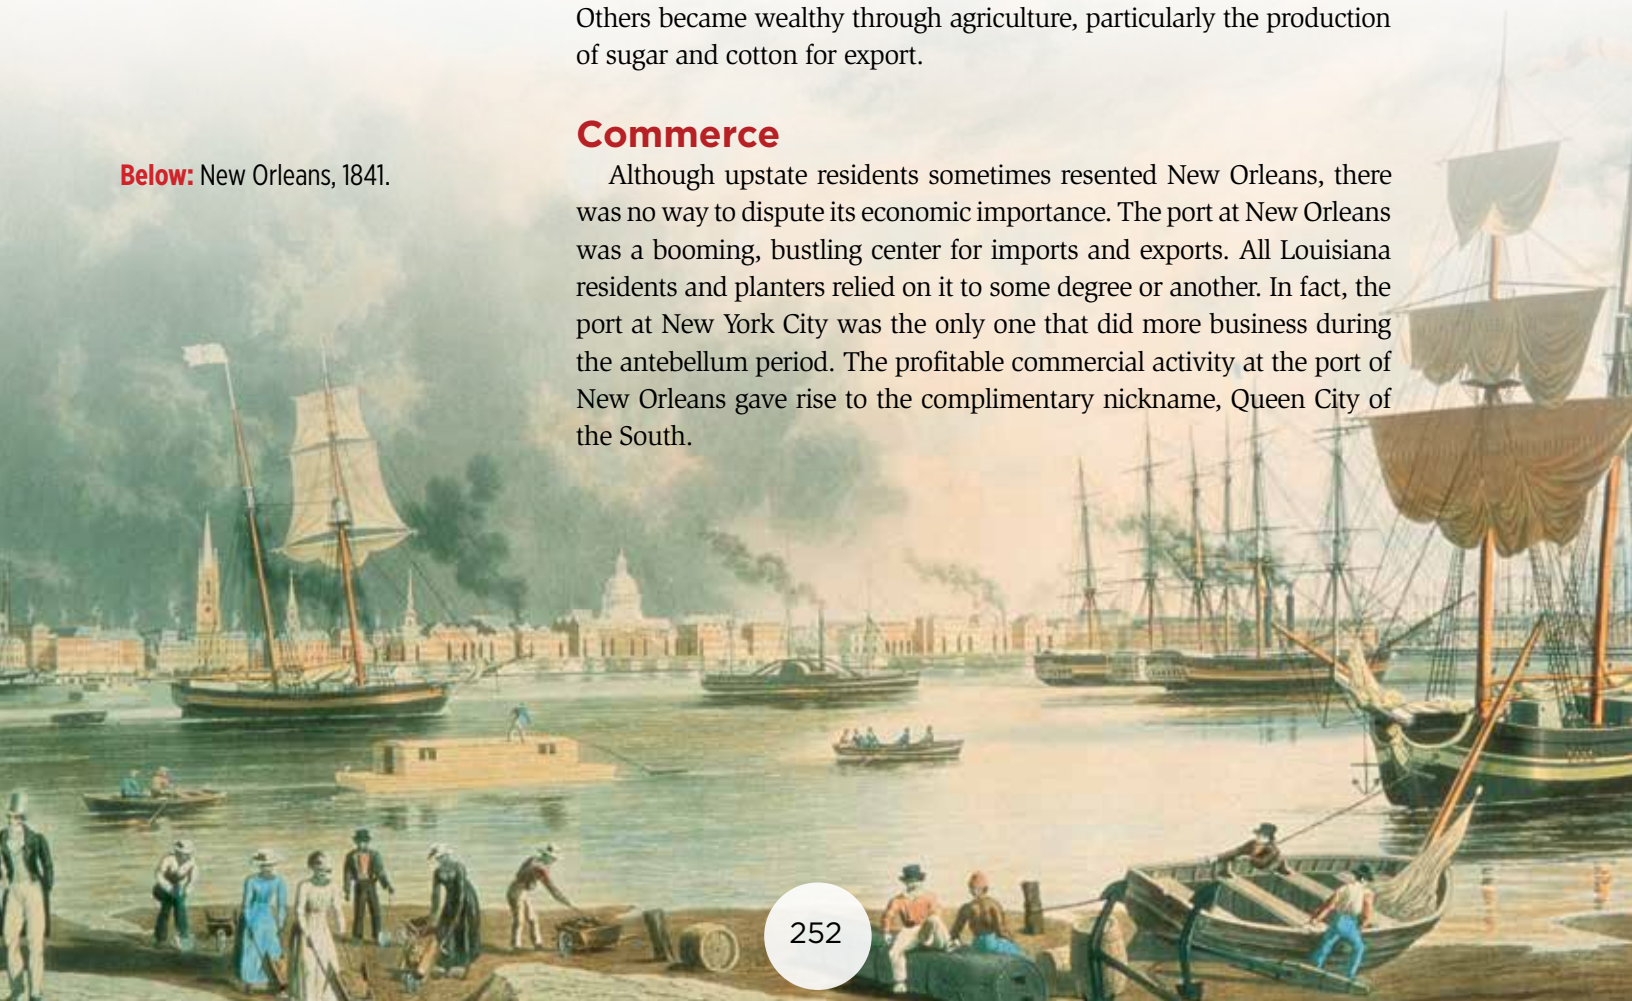 Others became wealthy through agriculture, particularly the production
of sugar and cotton for export.
Commerce
Below: New Orleans, 1841.
Although upstate residents sometimes resented New Orleans, there
was no way to dispute its economic importance. The port at New Orleans
was a booming, bustling center for imports and exports. All Louisiana
residents and planters relied on it to some degree or another. In fact, the
port at New York City was the only one that did more business during
the antebellum period. The profitable commercial activity at the port of
New Orleans gave rise to the complimentary nickname, Queen City of
the South.
252